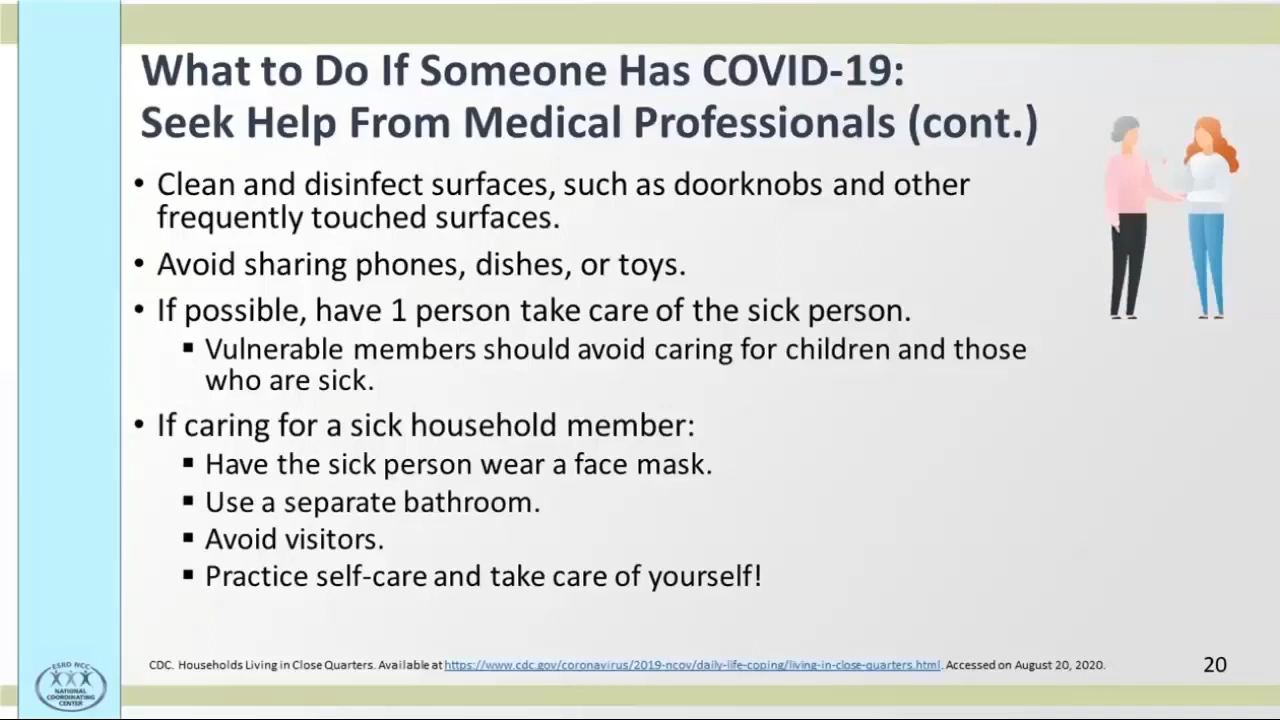 What to Do If Someone Has COVID-19:
Seek Help From Medical Professionals (cont.)
• Clean and disinfect surfaces, such as doorknobs and other
frequently touched surfaces.
• Avoid sharing phones, dishes, or toys.
• If possible, have 1 person take care of the sick person.
▪ Vulnerable members should avoid caring for children and those
who are sick.
• If caring for a sick household member:
▪ Have the sick person wear a face mask.
▪ Use a separate bathroom.
▪ Avoid visitors.
▪ Practice self-care and take care of yourself!
CDC. Households Living in Close Quarters. Available at https://www.cdc.gov/coronavirus/2019-ncov/daily-life-coping/living-in-close-quarters.html. Accessed on August 20, 2020.
20
ESRD NCC
NATIONAL
COORDINATING
CENTER